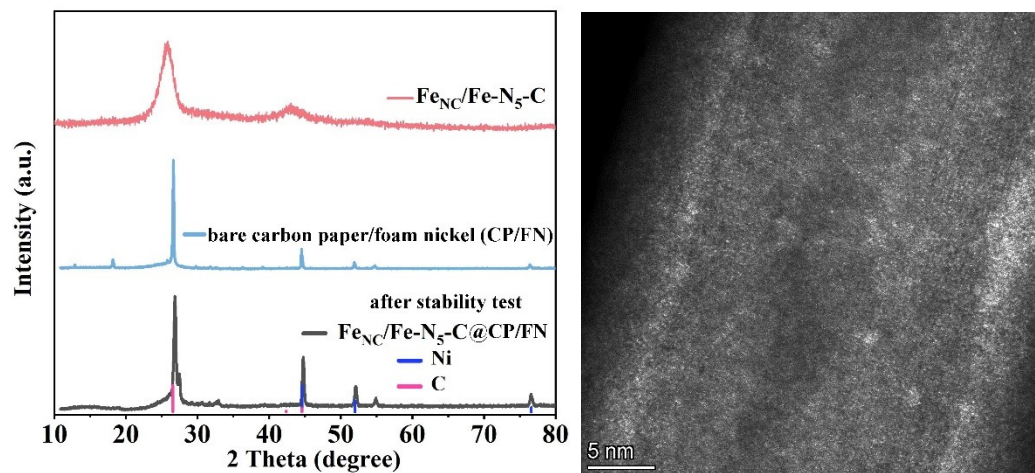 Fe_NC/Fe-N₅-C
bare carbon paper/foam nickel (CP/FN)
after stability test
Fe_NC/Fe-N₅-C@CP/FN
Ni
C
Intensity (a.u.)
10 20 30 40 50 60 70 80
2 Theta (degree)
5 nm